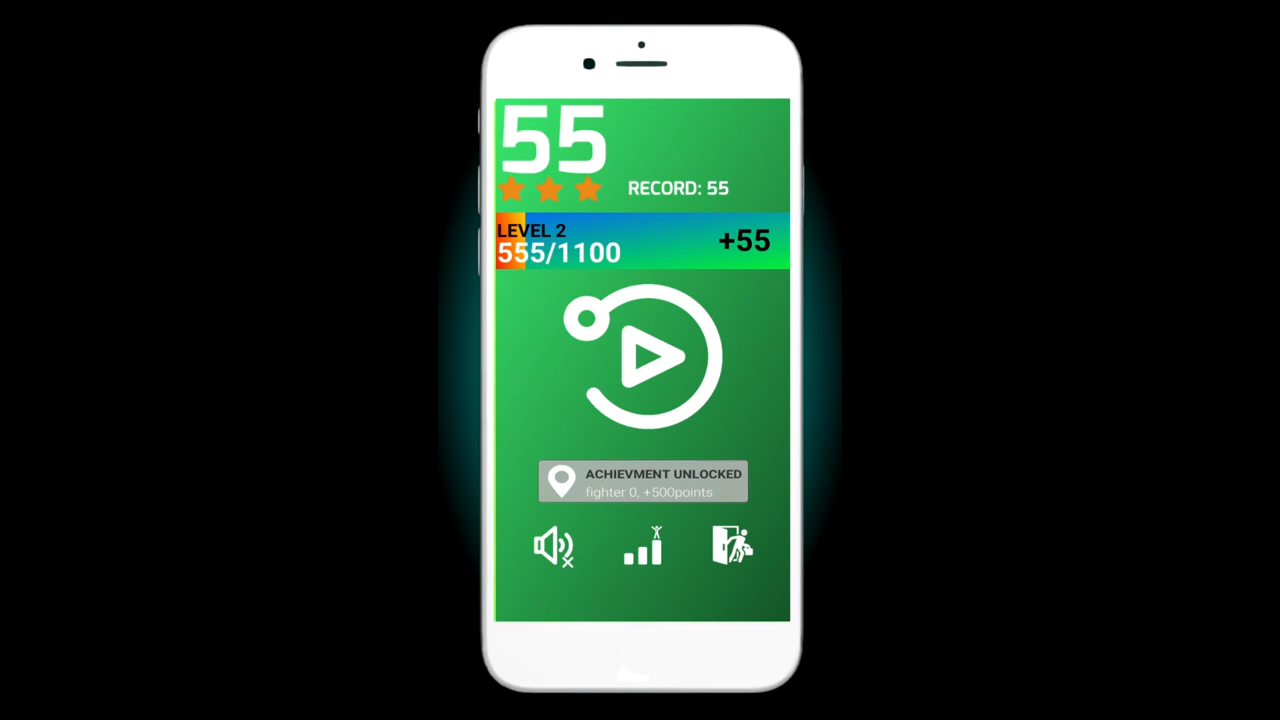 55
RECORD: 55
LEVEL 2
555/1100
+55
ACHIEVMENT UNLOCKED
fighter 0, +500points